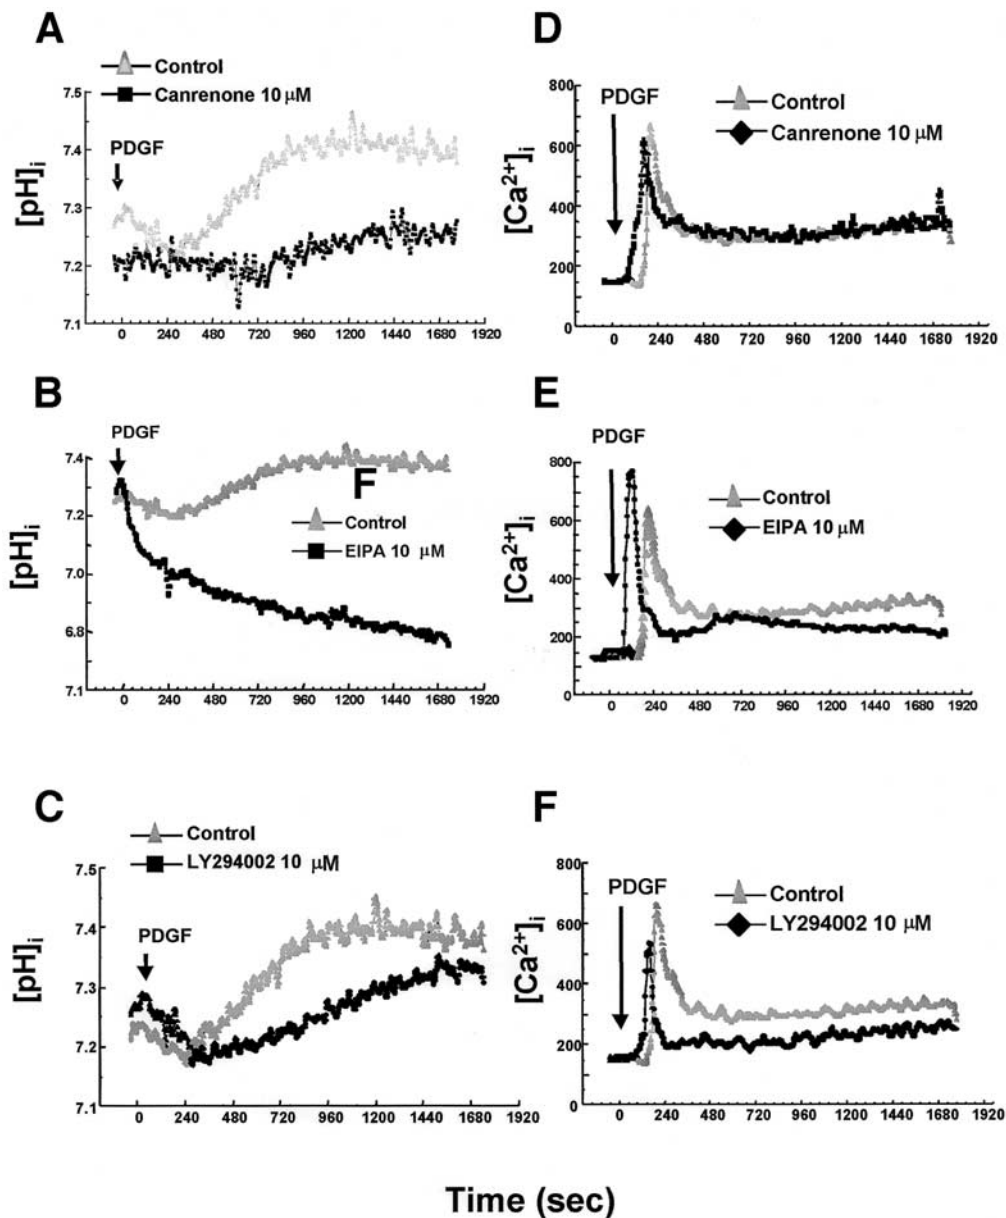 A
Control
Canrenone 10 μM
7.5
7.4
7.3
7.2
7.1
PDGF
[pH]i
0 240 480 720 960 1200 1440 1680 1920
D
800
600
400
350
200
0
PDGF
Control
Canrenone 10 μM
[Ca2+]i
0 240 480 720 960 1200 1440 1680 1920
B
PDGF
7.4
7.2
7.0
6.8
7.1
F
Control
EIPA 10 μM
[pH]i
0 240 480 720 960 1200 1440 1680 1920
E
PDGF
800
600
400
200
0
Control
EIPA 10 μM
[Ca2+]i
0 240 480 720 960 1200 1440 1680 1920
C
Control
LY294002 10 μM
7.5
7.4
7.3
7.2
7.1
PDGF
[pH]i
0 240 480 720 960 1200 1440 1680 1920
F
800
600
500
300
200
0
PDGF
Control
LY294002 10 μM
[Ca2+]i
0 240 480 720 960 1200 1440 1680 1920
Time (sec)